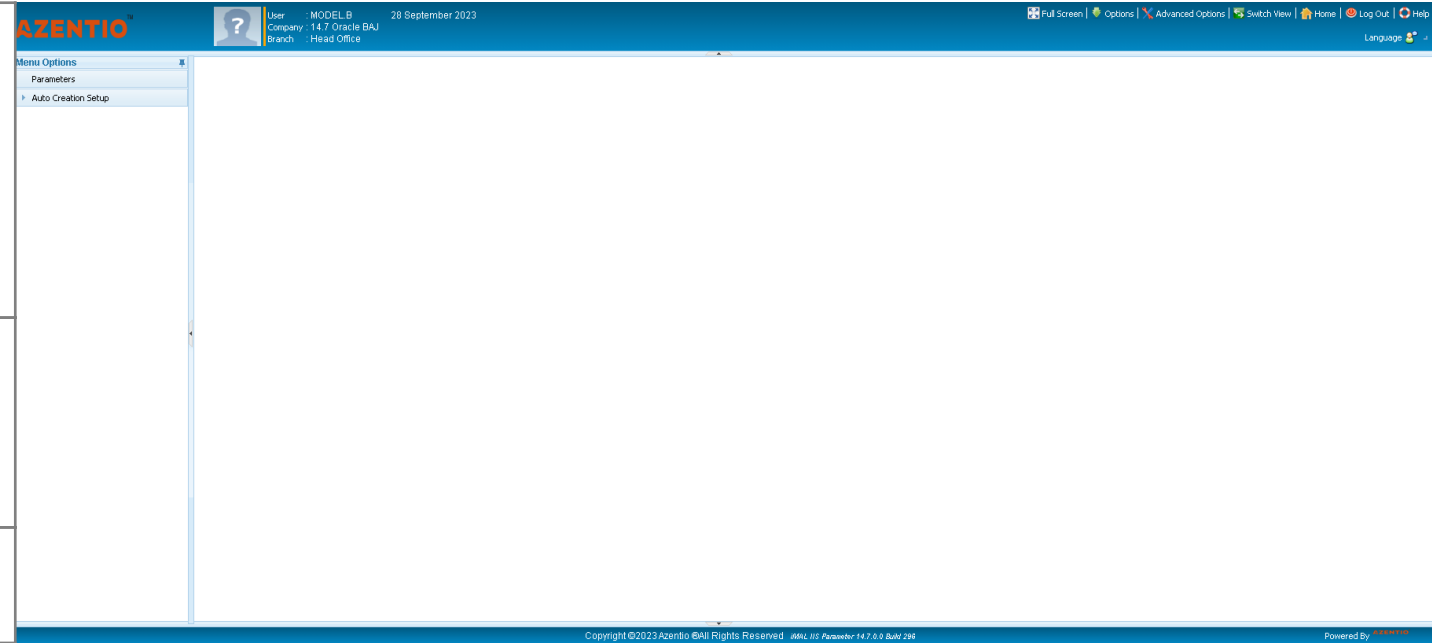 AZENTIO™
User : MODEL.B 28 September 2023
Company : 14.7 Oracle BAJ
Branch : Head Office
Full Screen | Options | Advanced Options | Switch View | Home | Log Out | Help
Language
Menu Options
Parameters
Auto Creation Setup
Copyright ©2023 Azentio ®All Rights Reserved iMAL IIS Parameter 14.7.0.0 Build 296
Powered By AZENTIO